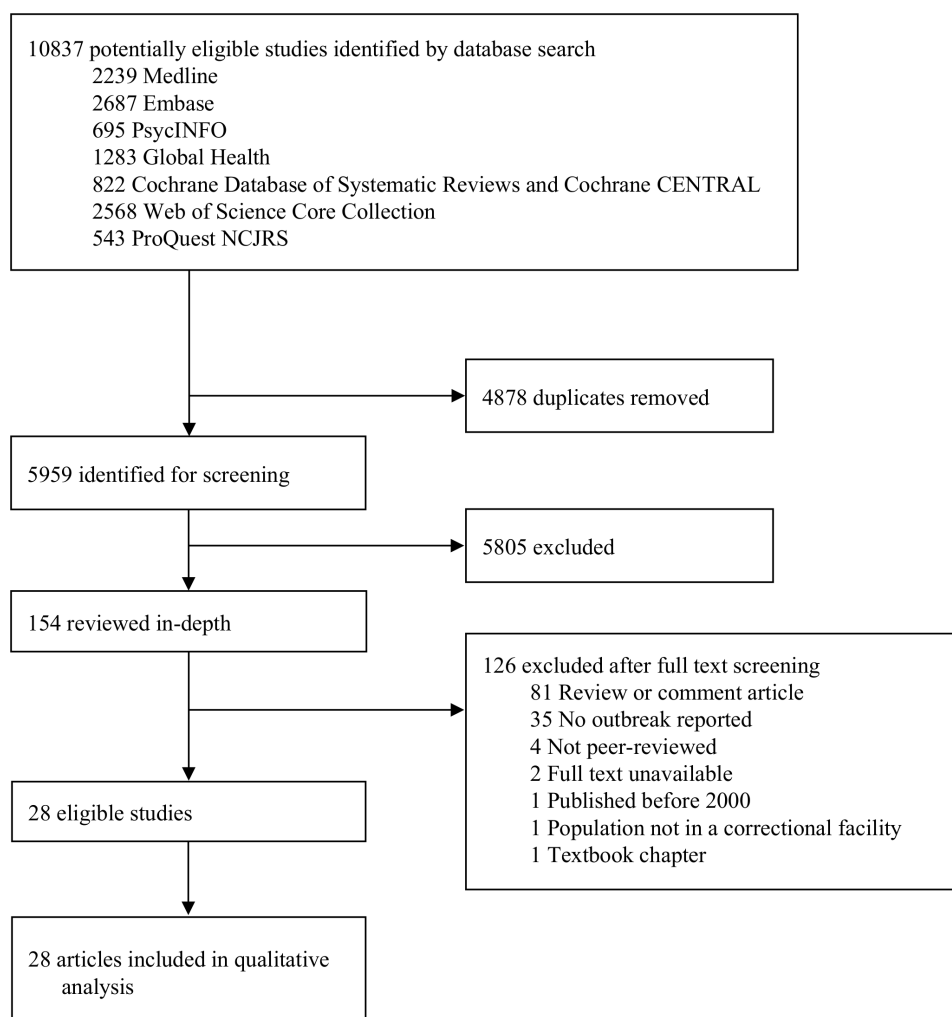 10837 potentially eligible studies identified by database search
2239 Medline
2687 Embase
695 PsycINFO
1283 Global Health
822 Cochrane Database of Systematic Reviews and Cochrane CENTRAL
2568 Web of Science Core Collection
543 ProQuest NCJRS
4878 duplicates removed
5959 identified for screening
5805 excluded
154 reviewed in-depth
126 excluded after full text screening
81 Review or comment article
35 No outbreak reported
4 Not peer-reviewed
2 Full text unavailable
1 Published before 2000
1 Population not in a correctional facility
1 Textbook chapter
28 eligible studies
28 articles included in qualitative
analysis